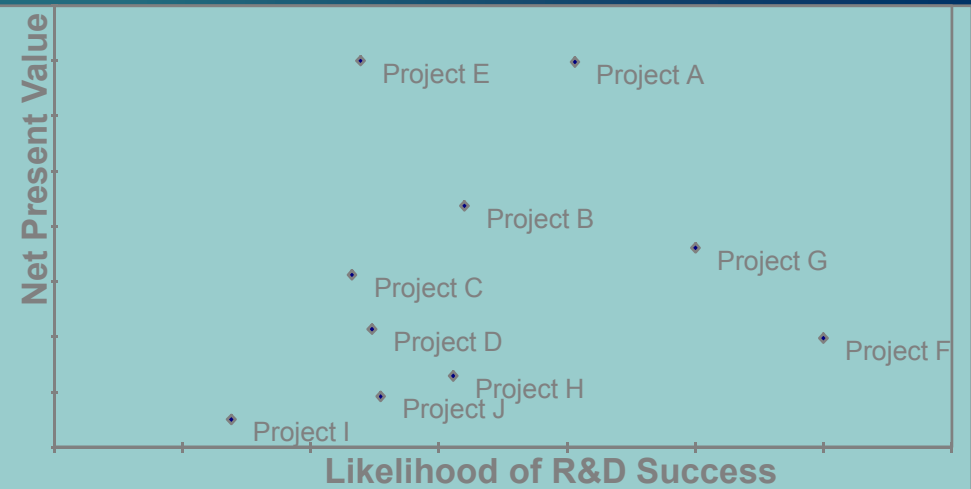 Net Present Value
Project E
Project A
Project B
Project G
Project C
Project D
Project F
Project H
Project J
Project I
Likelihood of R&D Success